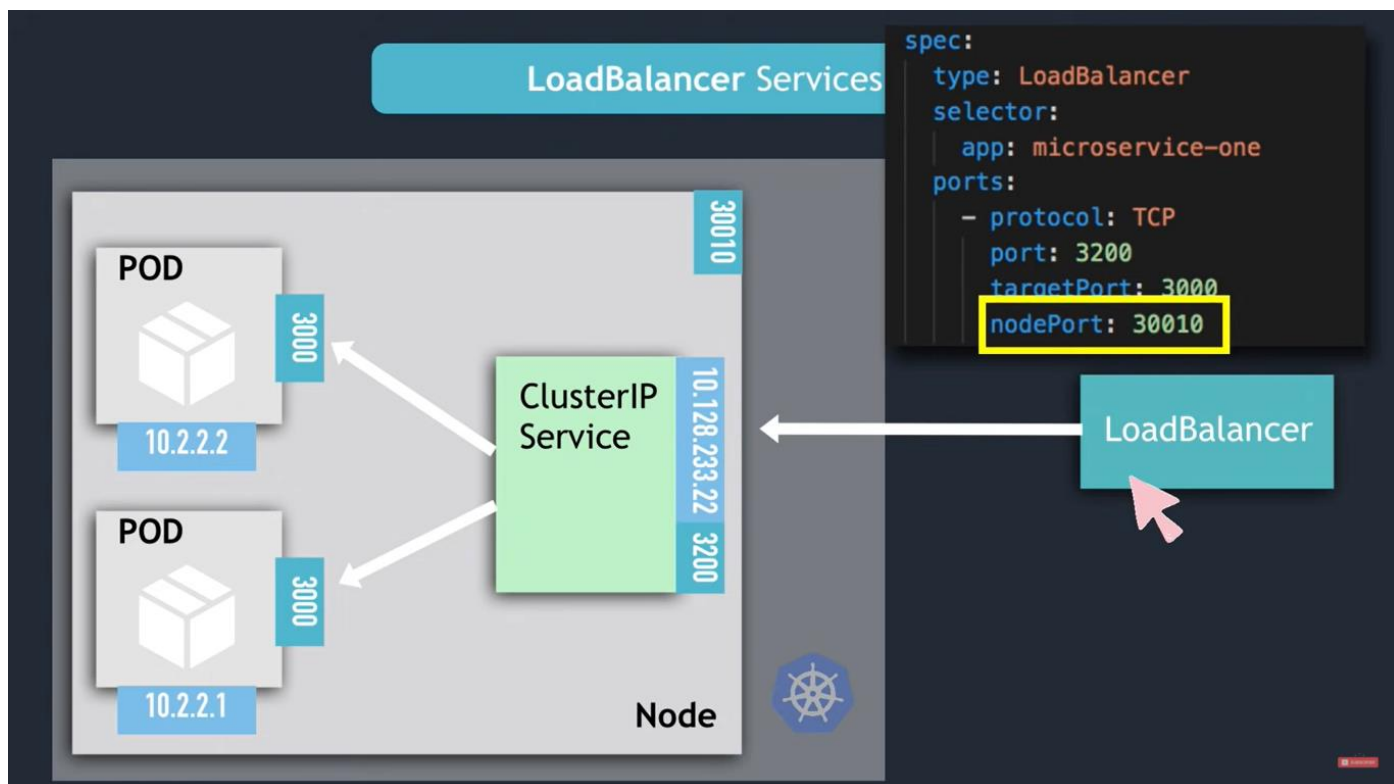 LoadBalancer Services
spec:
type: LoadBalancer
selector:
app: microservice-one
ports:
- protocol: TCP
port: 3200
targetPort: 3000
nodePort: 30010
30010
POD
3000
10.2.2.2
ClusterIP
Service
10.128.233.22
3200
LoadBalancer
POD
3000
10.2.2.1
Node